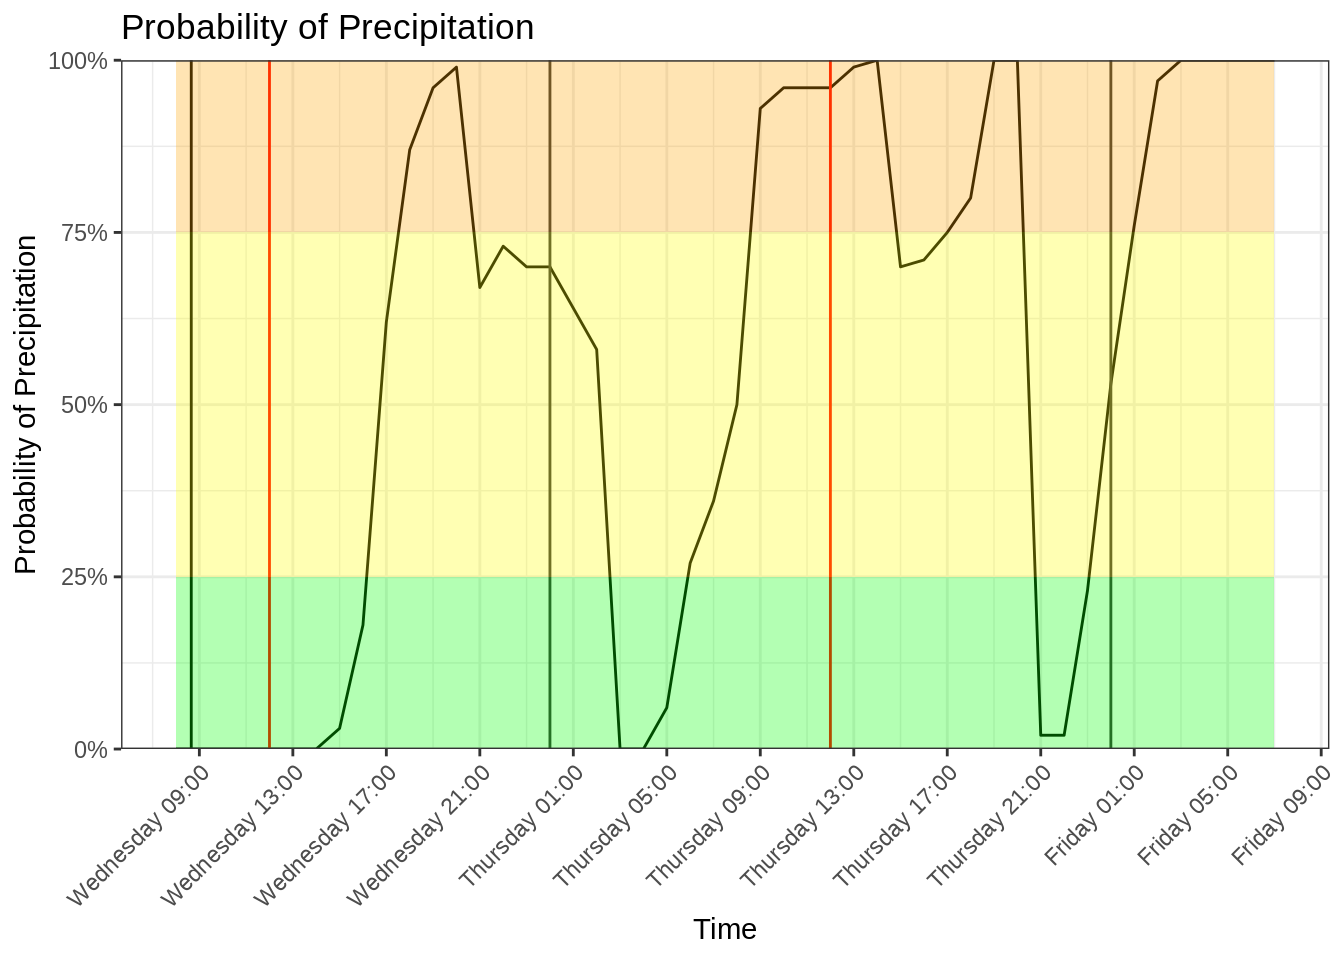 Probability of Precipitation
100%
75%
50%
25%
0%
Probability of Precipitation
Wednesday 09:00
Wednesday 13:00
Wednesday 17:00
Wednesday 21:00
Thursday 01:00
Thursday 05:00
Thursday 09:00
Thursday 13:00
Thursday 17:00
Thursday 21:00
Friday 01:00
Friday 05:00
Friday 09:00
Time